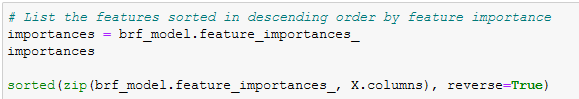 # List the features sorted in descending order by feature importance
importances = brf_model.feature_importances_
importances
sorted(zip(brf_model.feature_importances_, X.columns), reverse=True)